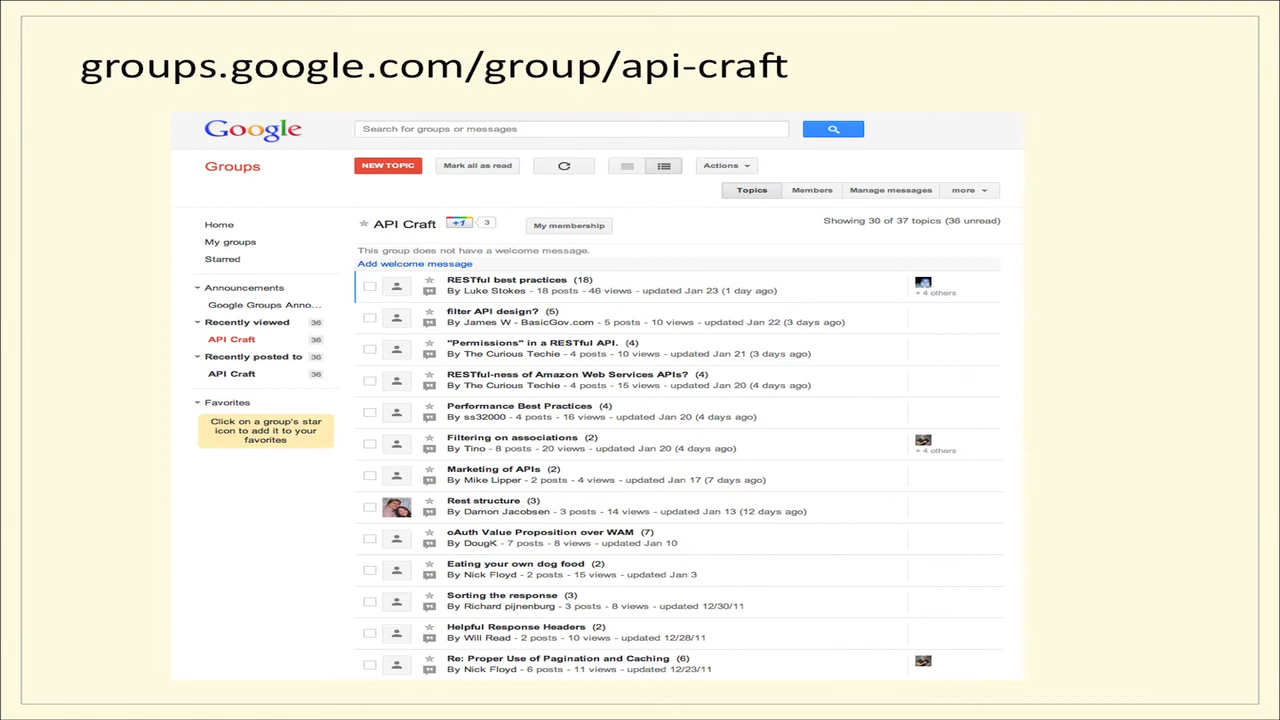 groups.google.com/group/api-craft
Google
Search for groups or messages
Groups
NEW TOPIC
Mark all as read
Actions
Topics
Members
Manage messages
more
Home
My groups
Starred
Announcements
Google Groups Anno...
Recently viewed 36
API Craft 36
Recently posted to 36
API Craft 36
Favorites
Click on a group's star
icon to add it to your
favorites
API Craft +1 3 My membership
Showing 30 of 37 topics (36 unread)
This group does not have a welcome message.
Add welcome message
RESTful best practices (18)
By Luke Stokes - 18 posts - 46 views - updated Jan 23 (1 day ago)
+ 4 others
filter API design? (5)
By James W - BasicGov.com - 5 posts - 10 views - updated Jan 22 (3 days ago)
"Permissions" in a RESTful API. (4)
By The Curious Techie - 4 posts - 10 views - updated Jan 21 (3 days ago)
RESTful-ness of Amazon Web Services APIs? (4)
By The Curious Techie - 4 posts - 15 views - updated Jan 20 (4 days ago)
Performance Best Practices (4)
By ss32000 - 4 posts - 16 views - updated Jan 20 (4 days ago)
Filtering on associations (2)
By Tino - 8 posts - 20 views - updated Jan 20 (4 days ago)
+ 4 others
Marketing of APIs (2)
By Mike Lipper - 2 posts - 4 views - updated Jan 17 (7 days ago)
Rest structure (3)
By Damon Jacobsen - 3 posts - 14 views - updated Jan 13 (12 days ago)
oAuth Value Proposition over WAM (7)
By DougK - 7 posts - 8 views - updated Jan 10
Eating your own dog food (2)
By Nick Floyd - 2 posts - 15 views - updated Jan 3
Sorting the response (3)
By Richard pijnenburg - 3 posts - 8 views - updated 12/30/11
Helpful Response Headers (2)
By Will Read - 2 posts - 10 views - updated 12/28/11
Re: Proper Use of Pagination and Caching (6)
By Nick Floyd - 6 posts - 11 views - updated 12/23/11